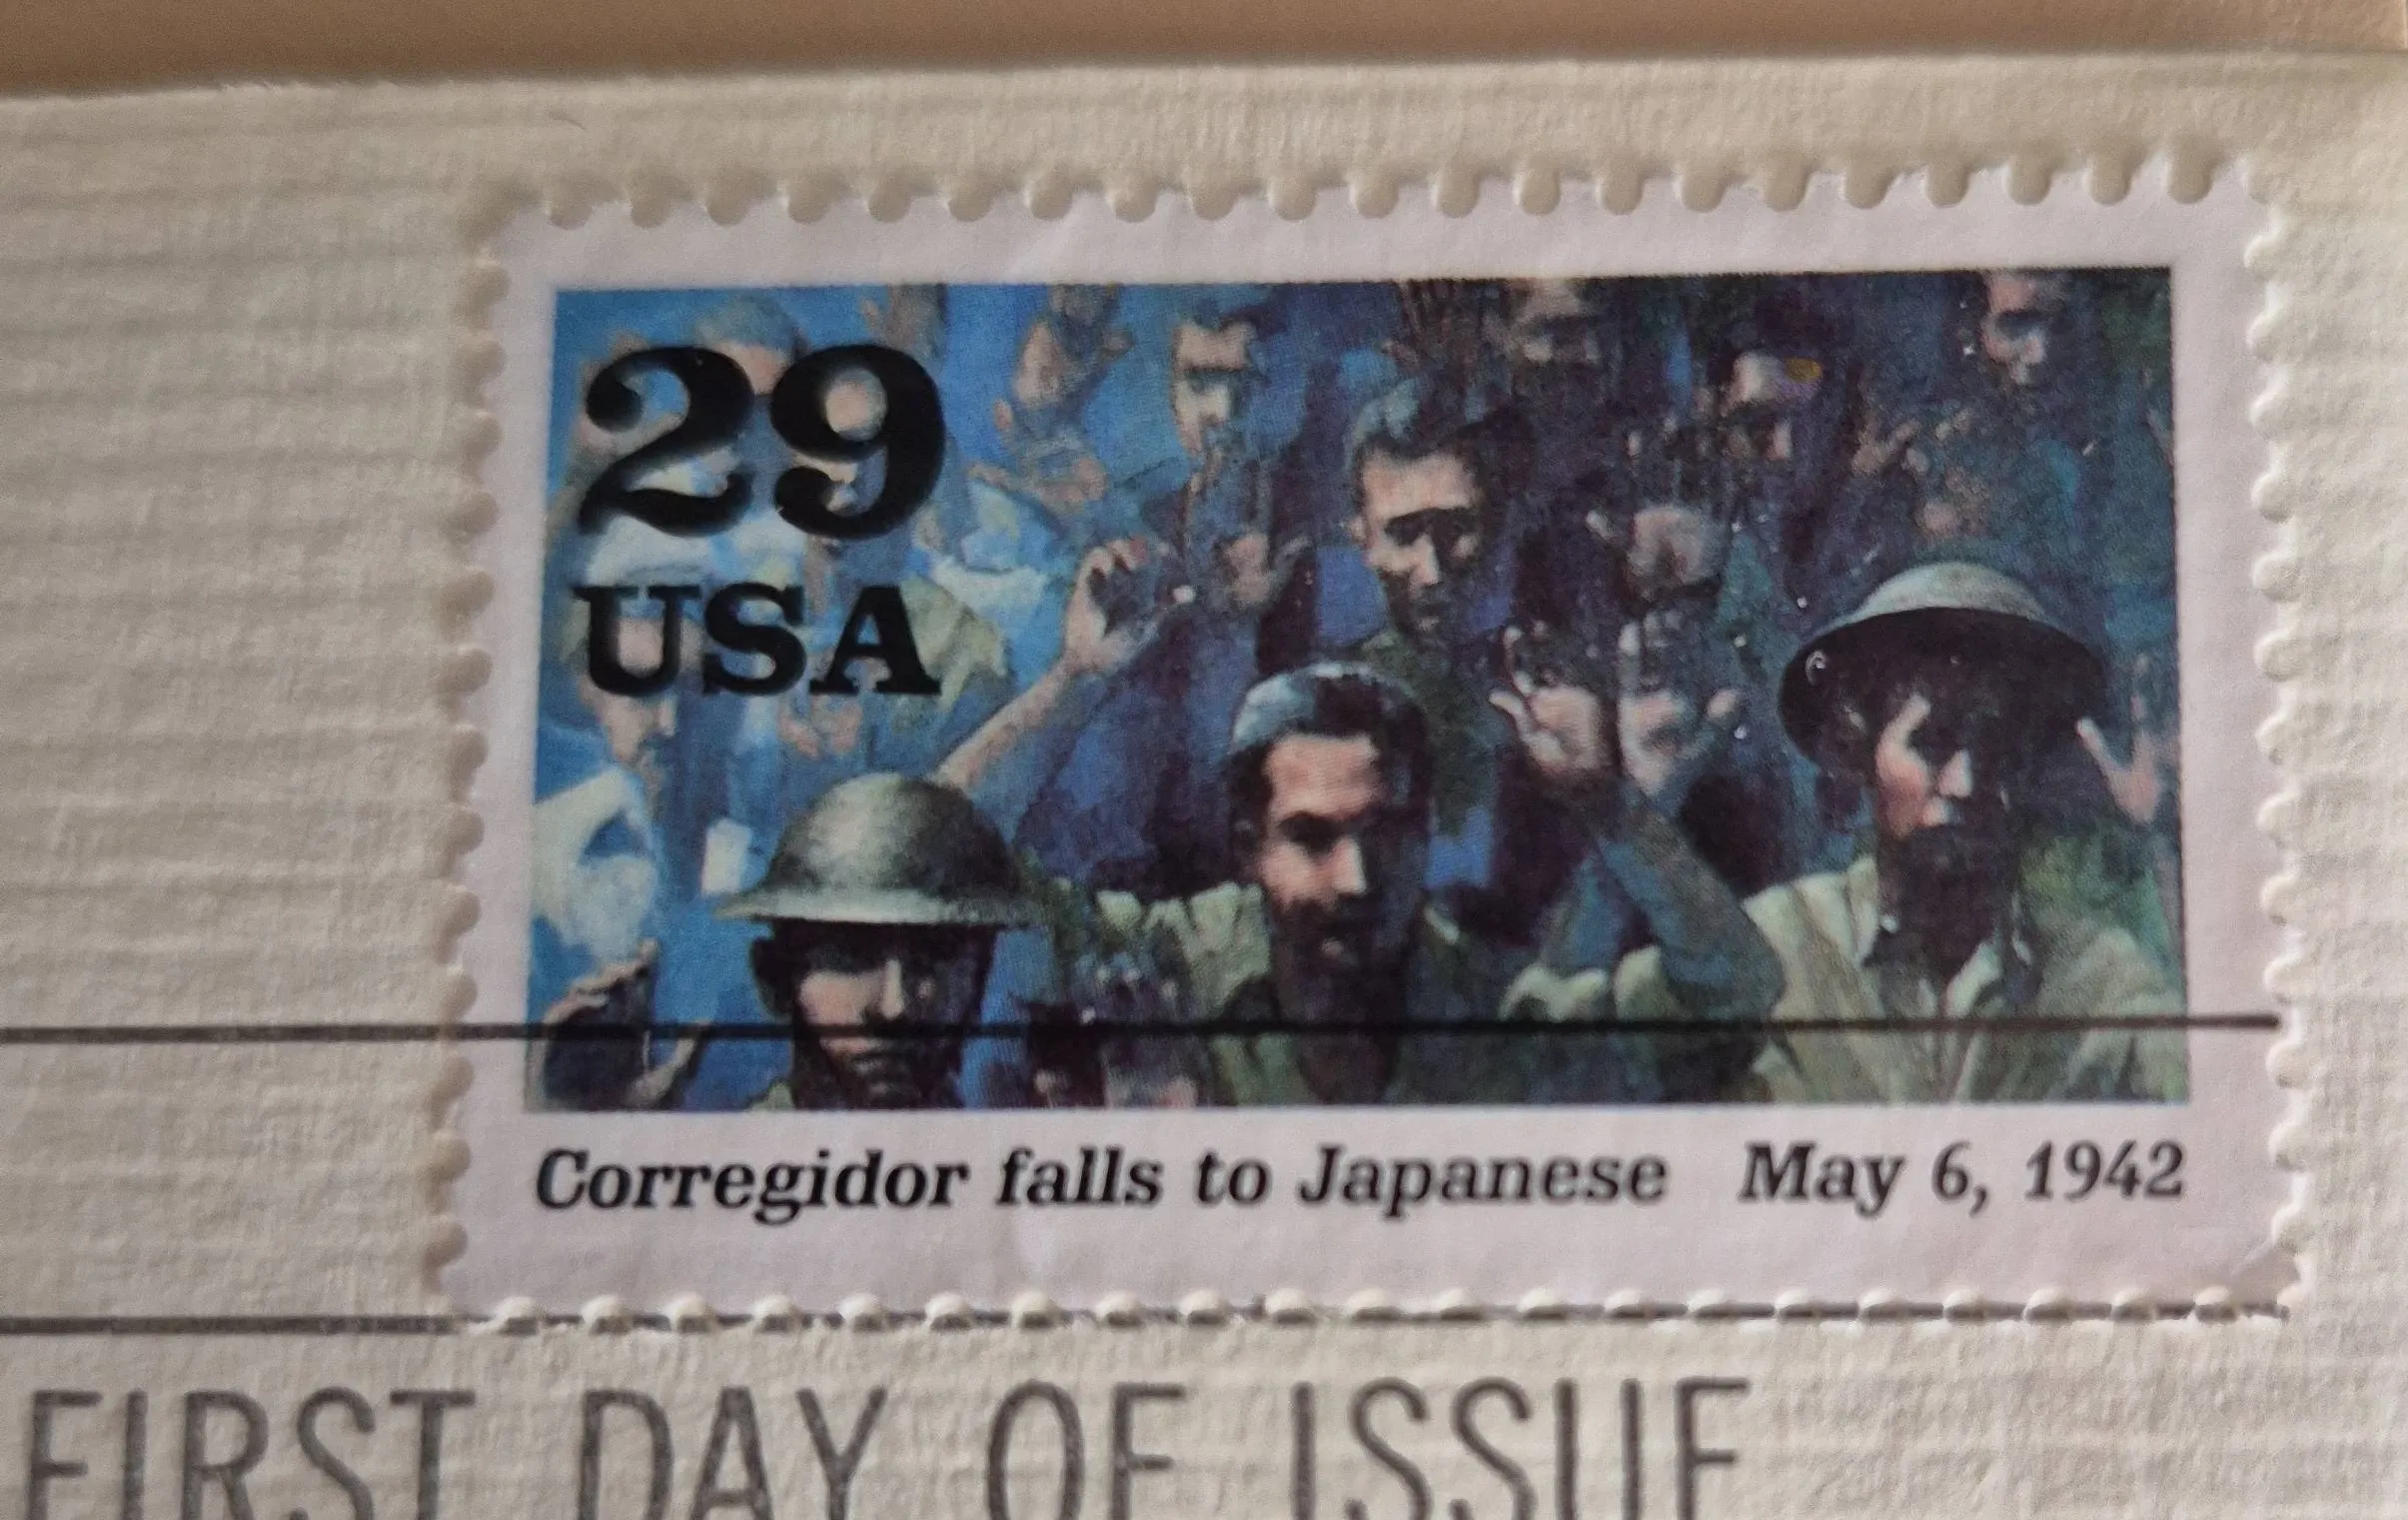 29
USA
Corregidor falls to Japanese May 6, 1942
FIRST DAY OF ISSUE